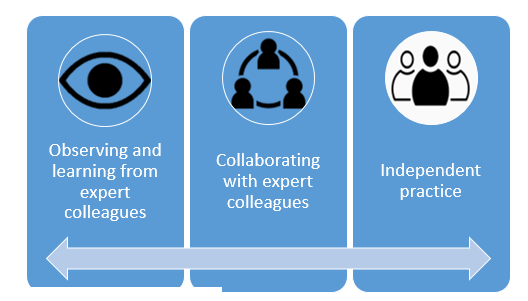 Observing and
learning from
expert
colleagues
Collaborating
with expert
colleagues
Independent
practice